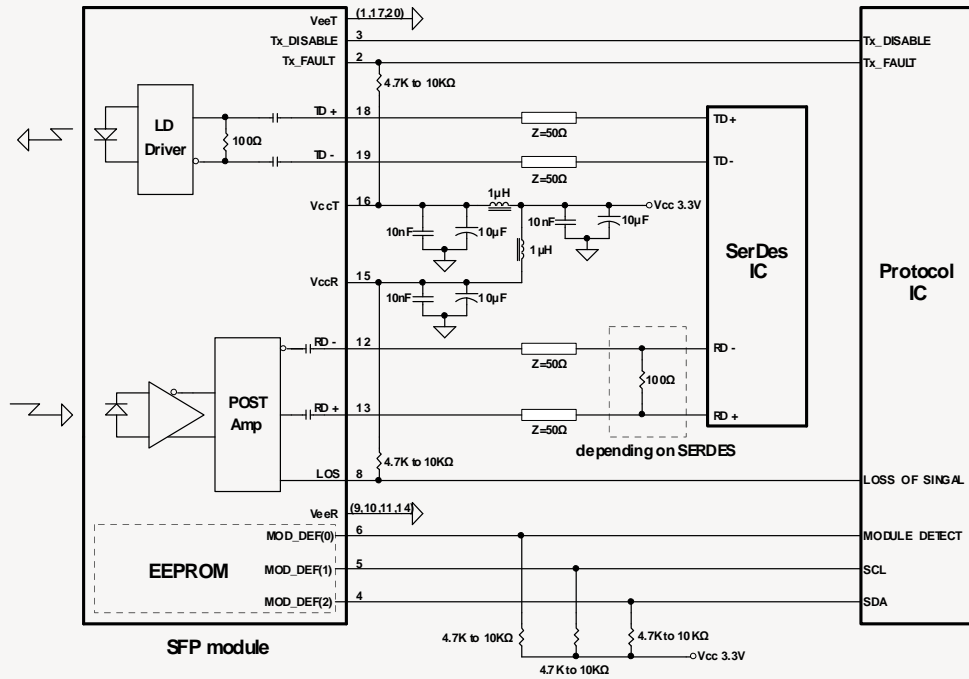 VeeT (1,17,20)
Tx_DISABLE 3 Tx_DISABLE
Tx_FAULT 2 Tx_FAULT
4.7K to 10KΩ
LD Driver
100Ω
TD+ 18 TD+
Z=50Ω
TD- 19 TD-
Z=50Ω
VccT 16
1μH
Vcc 3.3V
10nF
10μF
10nF
10μF
1μH
SerDes IC
Protocol IC
VccR 15
10nF
10μF
RD- 12 RD-
Z=50Ω
100Ω
POST Amp
RD+ 13 RD+
Z=50Ω
depending on SERDES
4.7K to 10KΩ
LOS 8 LOSS OF SINGAL
VeeR (9,10,11,14)
MOD_DEF(0) 6 MODULE DETECT
EEPROM
MOD_DEF(1) 5 SCL
MOD_DEF(2) 4 SDA
4.7K to 10KΩ
4.7K to 10KΩ
4.7K to 10KΩ
Vcc 3.3V
SFP module